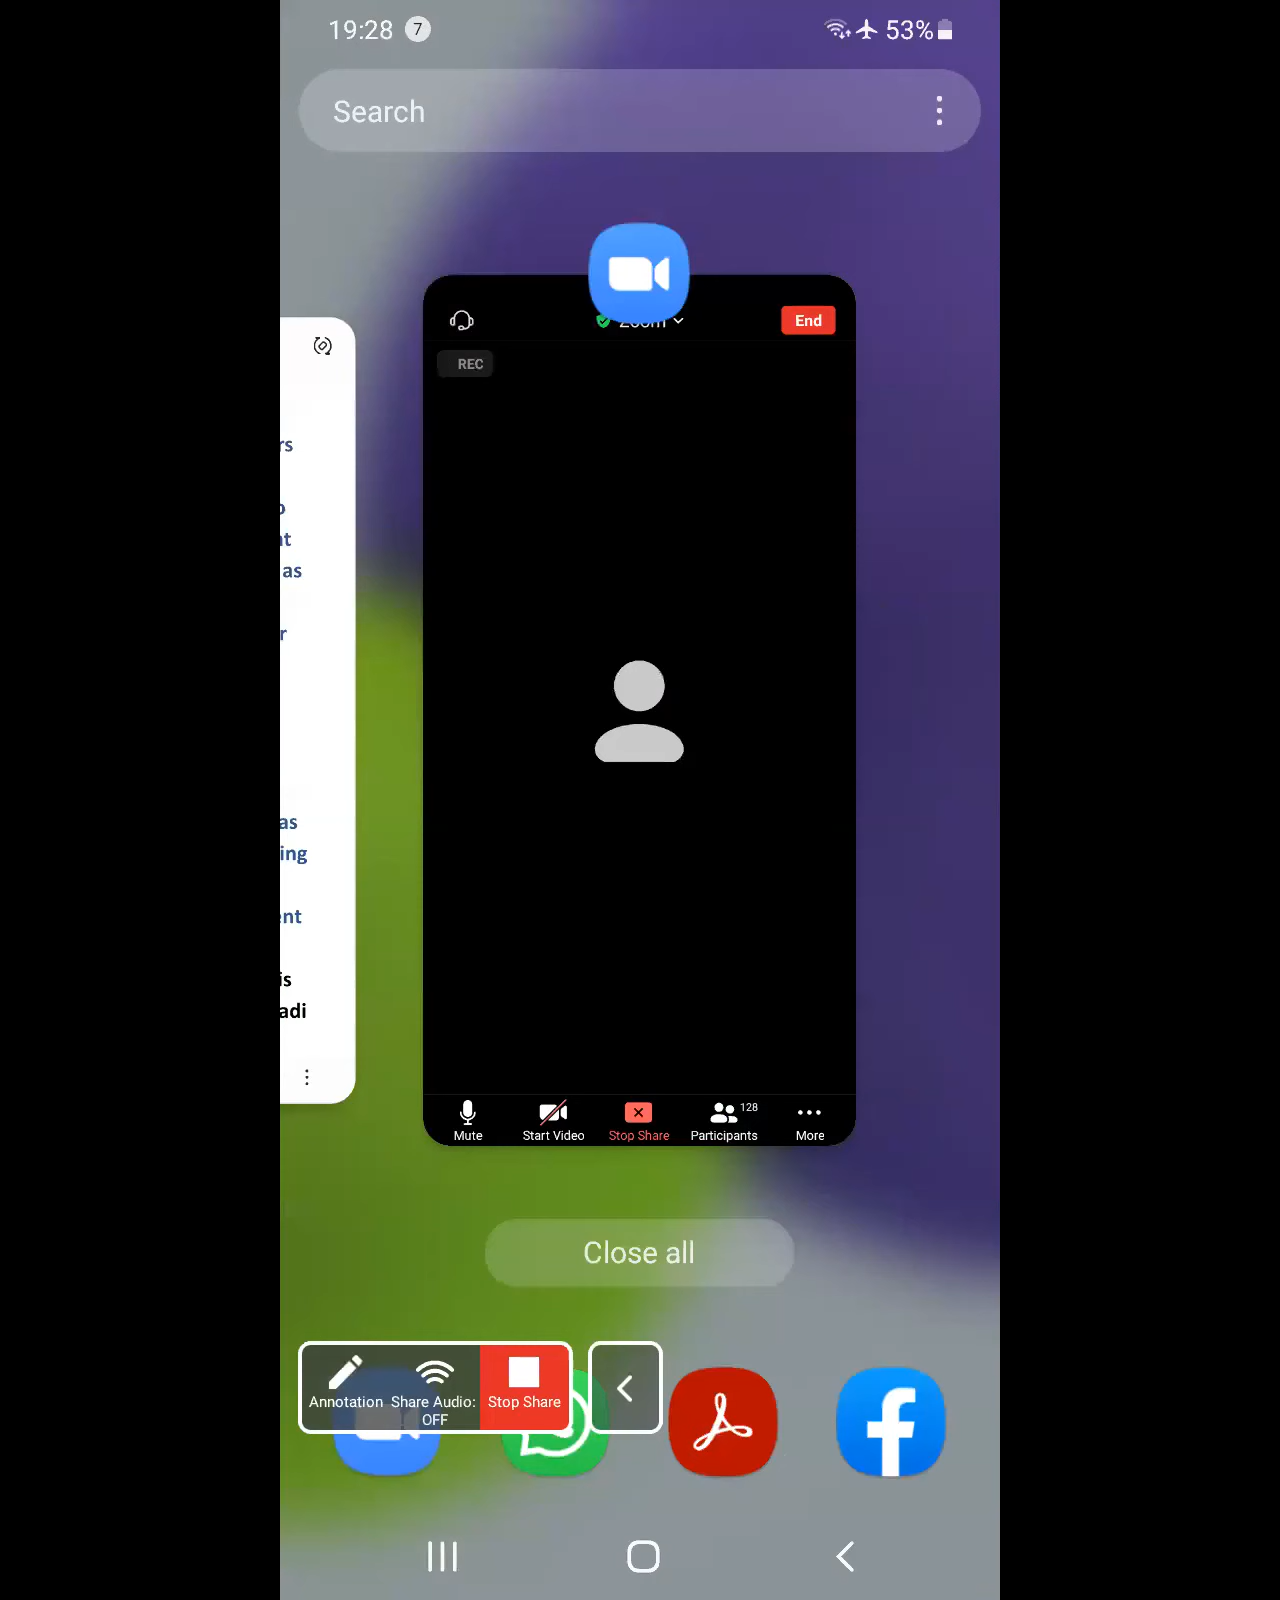 19:28 7 53%
Search
Zoom
End
REC
rs
as
r
as
ing
is
adi
Mute
Start Video
Stop Share
Participants
128
More
Close all
Annotation
Share Audio:
OFF
Stop Share